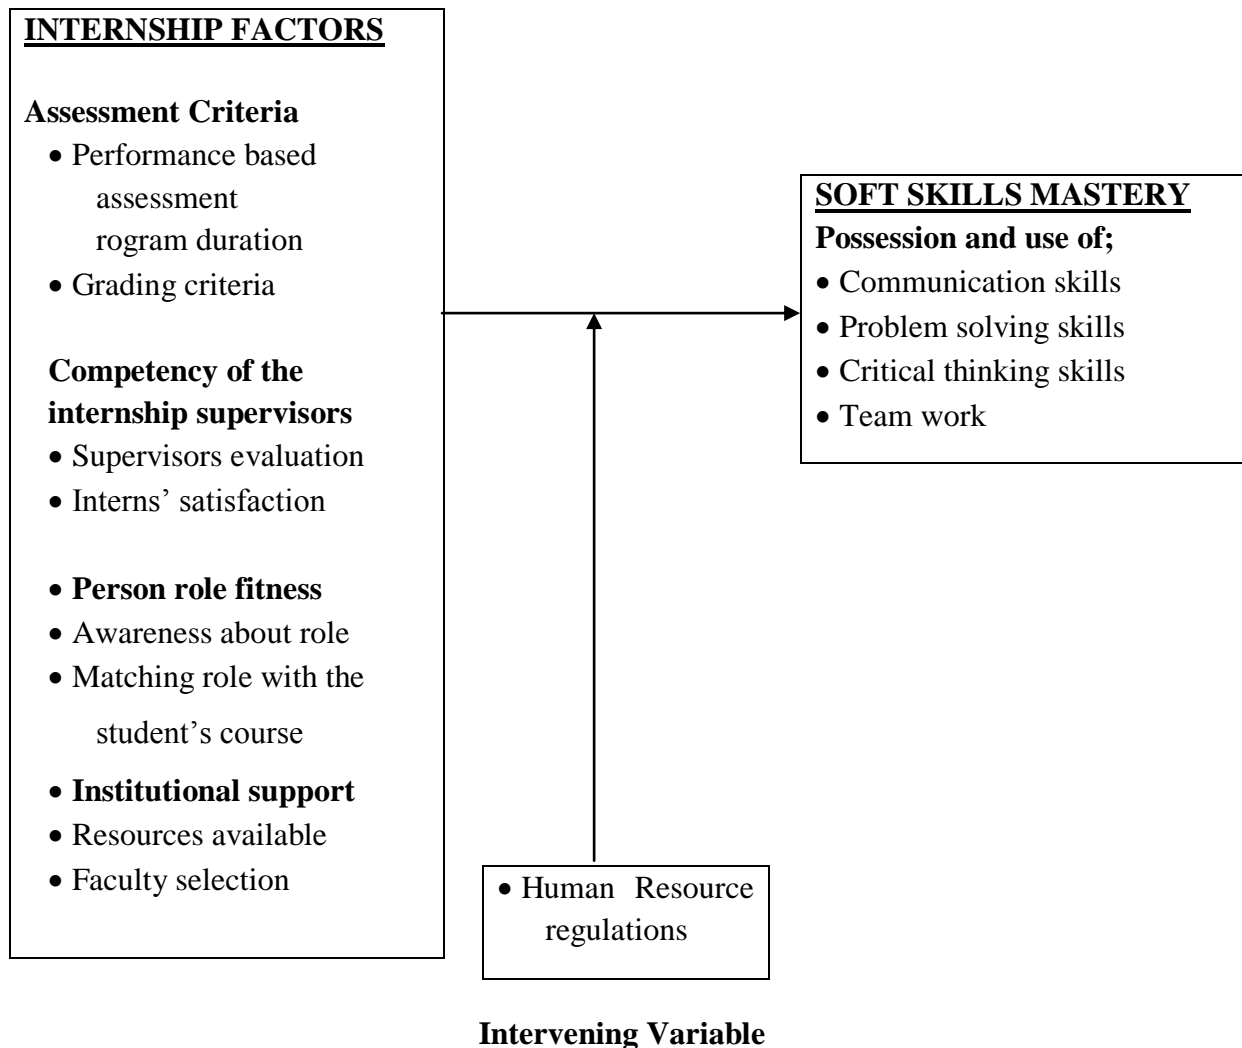 INTERNSHIP FACTORS
Assessment Criteria
• Performance based
assessment
rogram duration
• Grading criteria
Competency of the
internship supervisors
• Supervisors evaluation
• Interns’ satisfaction
• Person role fitness
• Awareness about role
• Matching role with the
student’s course
• Institutional support
• Resources available
• Faculty selection
SOFT SKILLS MASTERY
Possession and use of;
• Communication skills
• Problem solving skills
• Critical thinking skills
• Team work
• Human Resource
regulations
Intervening Variable